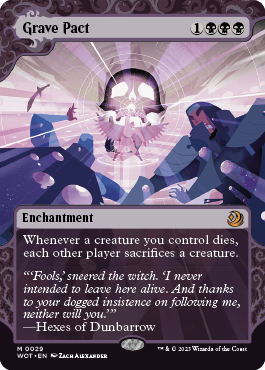 Grave Pact 1
Enchantment
Whenever a creature you control dies,
each other player sacrifices a creature.
“‘Fools,’ sneered the witch. ‘I never
intended to leave here alive. And thanks
to your dogged insistence on following me,
neither will you.’”
—Hexes of Dunbarrow
M 0029
WOT • EN Zach Alexander
™ & © 2023 Wizards of the Coast